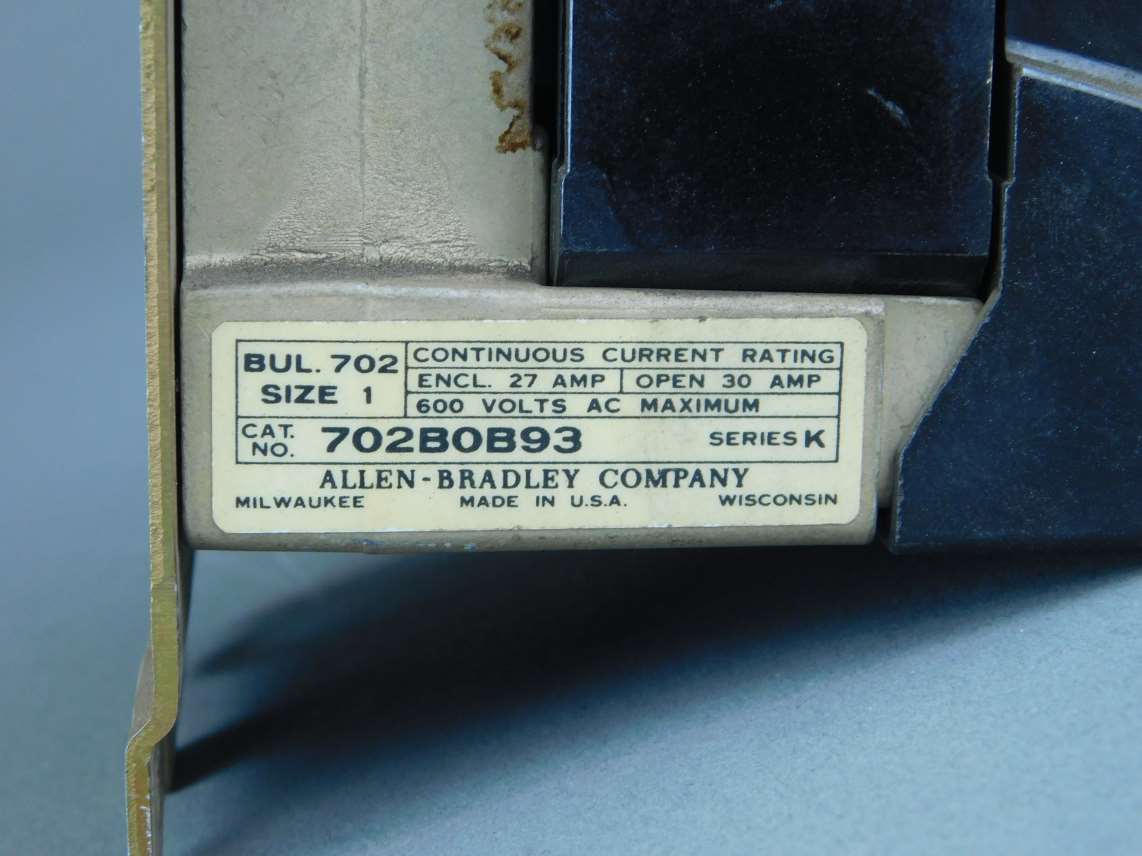 BUL. 702
SIZE 1
CONTINUOUS CURRENT RATING
ENCL. 27 AMP OPEN 30 AMP
600 VOLTS AC MAXIMUM
CAT. NO. 702B0B93 SERIES K
ALLEN-BRADLEY COMPANY
MILWAUKEE MADE IN U.S.A. WISCONSIN